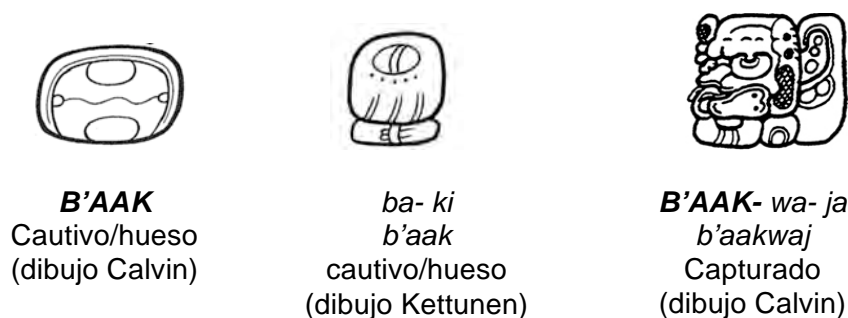 B’AAK
Cautivo/hueso
(dibujo Calvin)
ba- ki
b’aak
cautivo/hueso
(dibujo Kettunen)
B’AAK- wa- ja
b’aakwaj
Capturado
(dibujo Calvin)